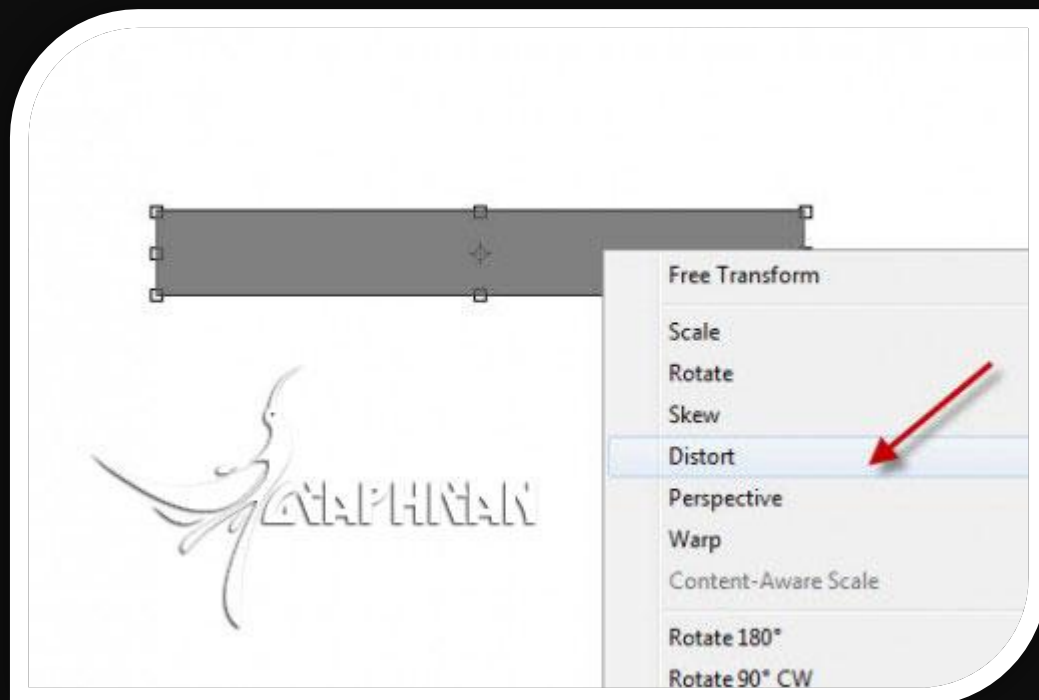 Free Transform
Scale
Rotate
Skew
Distort
Perspective
Warp
Content-Aware Scale
Rotate 180°
Rotate 90° CW